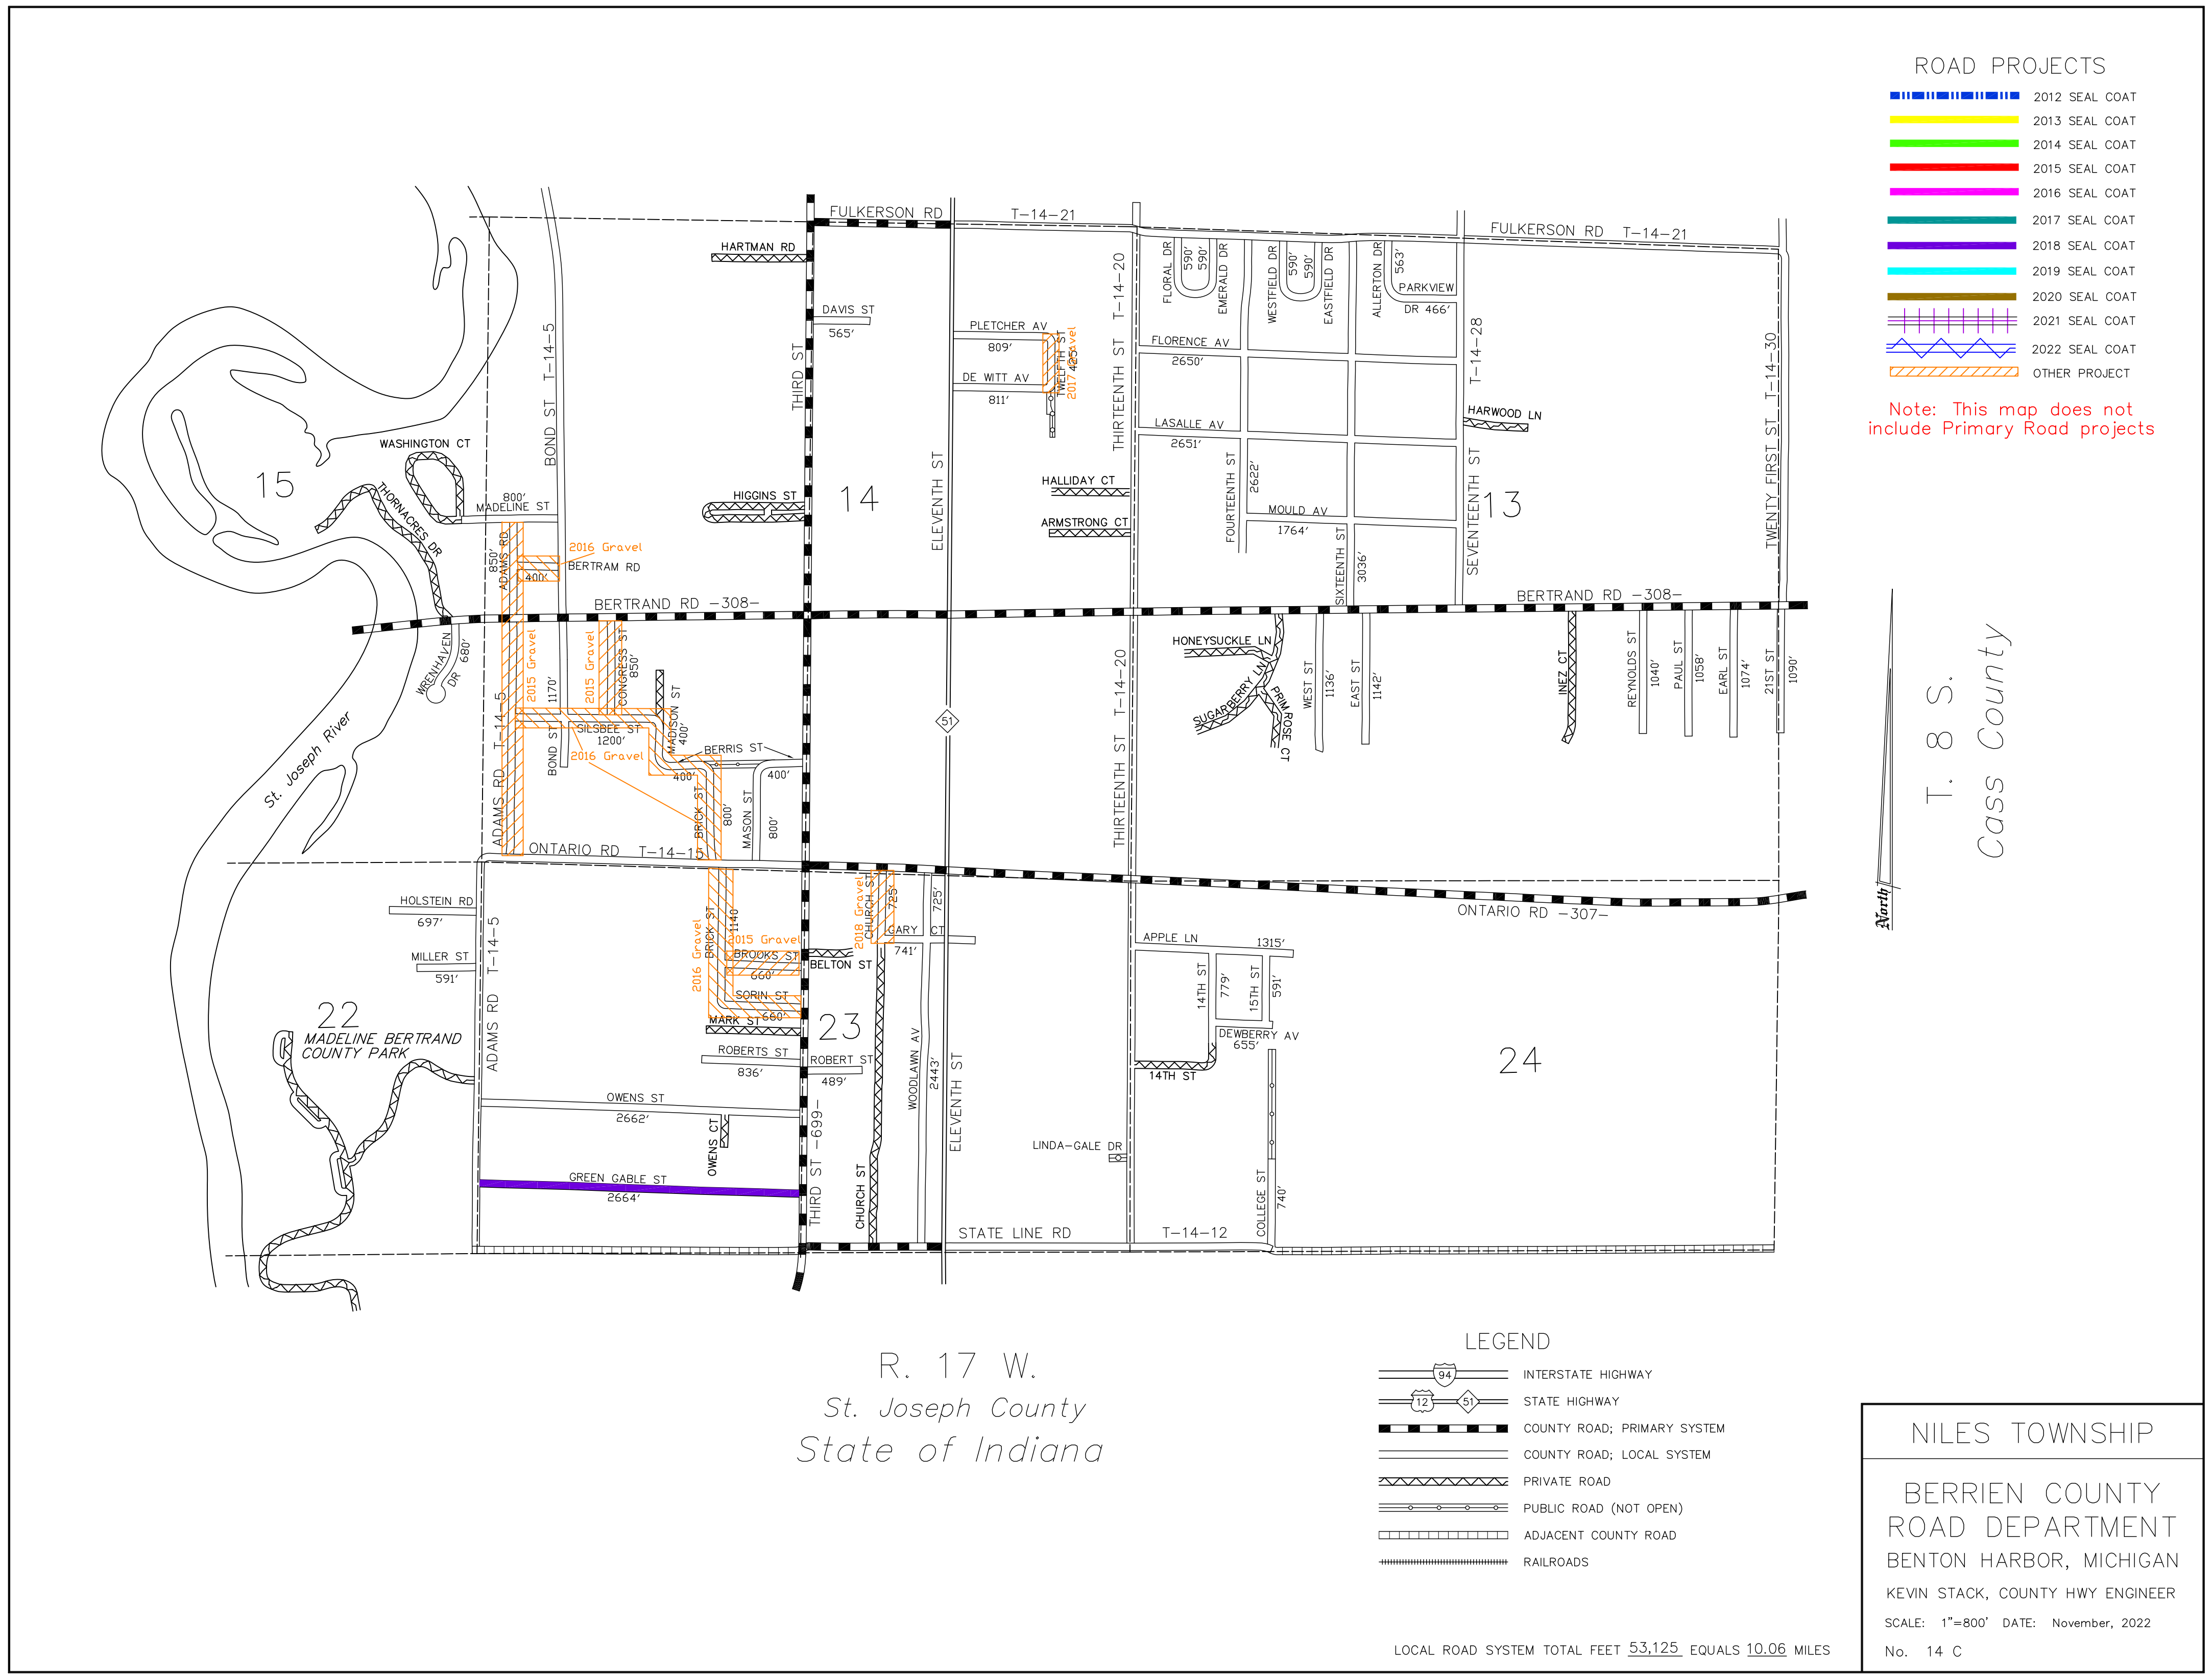 ROAD PROJECTS
2012 SEAL COAT
2013 SEAL COAT
2014 SEAL COAT
2015 SEAL COAT
2016 SEAL COAT
2017 SEAL COAT
2018 SEAL COAT
2019 SEAL COAT
2020 SEAL COAT
2021 SEAL COAT
2022 SEAL COAT
OTHER PROJECT
Note: This map does not
include Primary Road projects
FULKERSON RD
T-14-21
FULKERSON RD T-14-21
HARTMAN RD
DAVIS ST
565'
THIRD ST
BOND ST T-14-5
PLETCHER AV
809'
DE WITT AV
811'
TWELFTH ST
425'
2017 Gravel
THIRTEENTH ST T-14-20
FLORAL DR
590'
590'
EMERALD DR
WESTFIELD DR
590'
590'
EASTFIELD DR
ALLERTON DR
563'
PARKVIEW
DR 466'
FLORENCE AV
2650'
LASALLE AV
2651'
T-14-28
HARWOOD LN
SEVENTEENTH ST
TWENTY FIRST ST T-14-30
WASHINGTON CT
15
THORNACRES DR
800'
MADELINE ST
HIGGINS ST
14
ELEVENTH ST
HALLIDAY CT
ARMSTRONG CT
FOURTEENTH ST
2622'
MOULD AV
1764'
SIXTEENTH ST
3036'
13
850'
ADAMS RD
2016 Gravel
BERTRAM RD
400'
BERTRAND RD -308-
BERTRAND RD -308-
WRENHAVEN
DR
680'
2015 Gravel
1170'
2015 Gravel
CONGRESS ST
850'
ADAMS RD T-14-5
BOND ST
SILSBEE ST
1200'
2016 Gravel
MADISON ST
400'
BERRIS ST
400'
400'
BRICK ST
800'
MASON ST
800'
51
THIRTEENTH ST T-14-20
HONEYSUCKLE LN
SUGARBERRY LN
PRIMROSE CT
WEST ST
1136'
EAST ST
1142'
INEZ CT
REYNOLDS ST
1040'
PAUL ST
1058'
EARL ST
1074'
21ST ST
1090'
St. Joseph River
T. 8 S.
Cass County
North
ONTARIO RD T-14-15
ONTARIO RD -307-
HOLSTEIN RD
697'
MILLER ST
591'
ADAMS RD T-14-5
2016 Gravel
BRICK ST
1140
2015 Gravel
BROOKS ST
660'
SORIN ST
660'
MARK ST
BELTON ST
2018 Gravel
CHURCH ST
725'
725'
GARY CT
741'
APPLE LN
1315'
14TH ST
779'
15TH ST
591'
DEWBERRY AV
655'
14TH ST
22
MADELINE BERTRAND
COUNTY PARK
23
24
ROBERTS ST
836'
ROBERT ST
489'
OWENS ST
2662'
OWENS CT
THIRD ST -699-
CHURCH ST
WOODLAWN AV
2443'
ELEVENTH ST
LINDA-GALE DR
COLLEGE ST
740'
GREEN GABLE ST
2664'
STATE LINE RD
T-14-12
R. 17 W.
St. Joseph County
State of Indiana
LEGEND
94 INTERSTATE HIGHWAY
12 51 STATE HIGHWAY
COUNTY ROAD; PRIMARY SYSTEM
COUNTY ROAD; LOCAL SYSTEM
PRIVATE ROAD
PUBLIC ROAD (NOT OPEN)
ADJACENT COUNTY ROAD
RAILROADS
LOCAL ROAD SYSTEM TOTAL FEET 53,125 EQUALS 10.06 MILES
NILES TOWNSHIP
BERRIEN COUNTY
ROAD DEPARTMENT
BENTON HARBOR, MICHIGAN
KEVIN STACK, COUNTY HWY ENGINEER
SCALE: 1"=800' DATE: November, 2022
No. 14 C